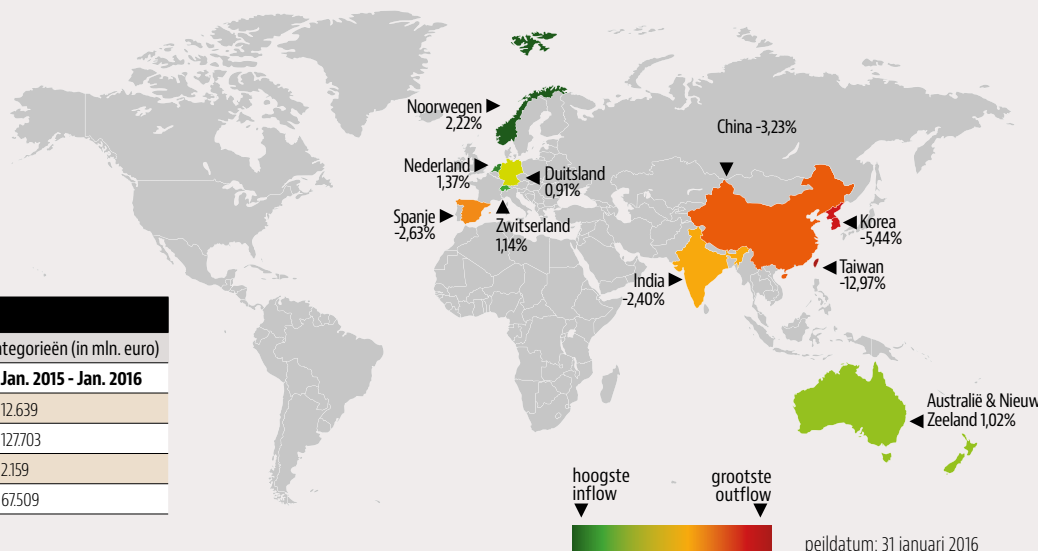 Noorwegen
2,22%
China -3,23%
Nederland
1,37%
Duitsland
0,91%
Spanje
-2,63%
Zwitserland
1,14%
Korea
-5,44%
Taiwan
-12,97%
India
-2,40%
Australië & Nieuw
Zeeland 1,02%
ategorieën (in mln. euro)
Jan. 2015 - Jan. 2016
12.639
127.703
2.159
67.509
hoogste
inflow
grootste
outflow
peildatum: 31 januari 2016